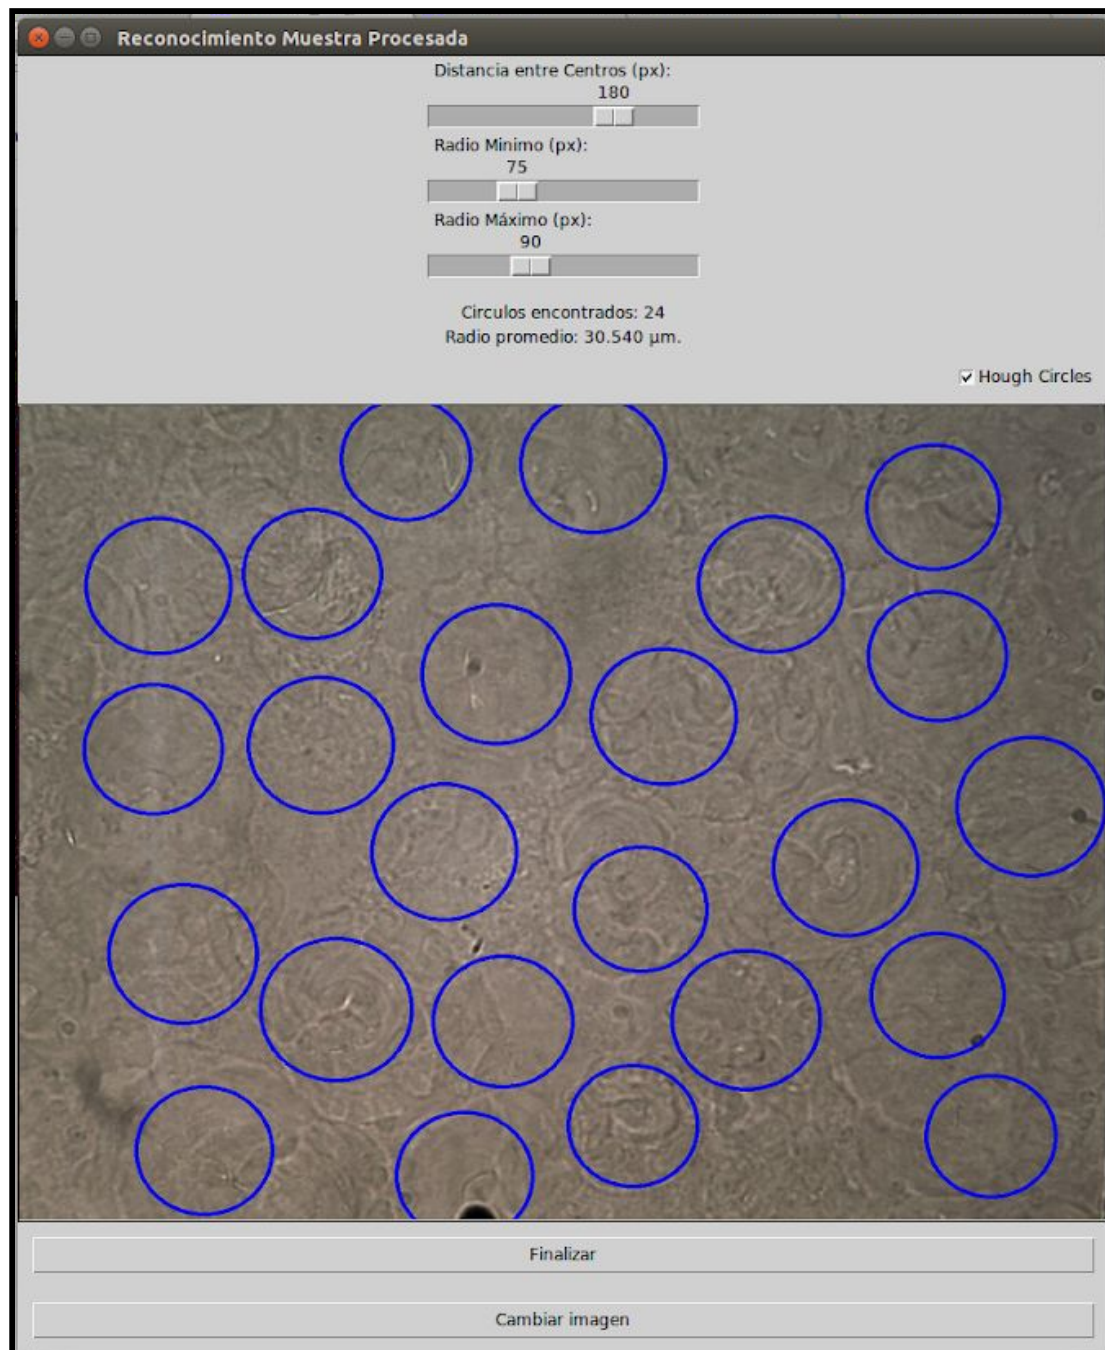 Reconocimiento Muestra Procesada
Distancia entre Centros (px):
180
Radio Minimo (px):
75
Radio Máximo (px):
90
Circulos encontrados: 24
Radio promedio: 30.540 μm.
Hough Circles
Finalizar
Cambiar imagen